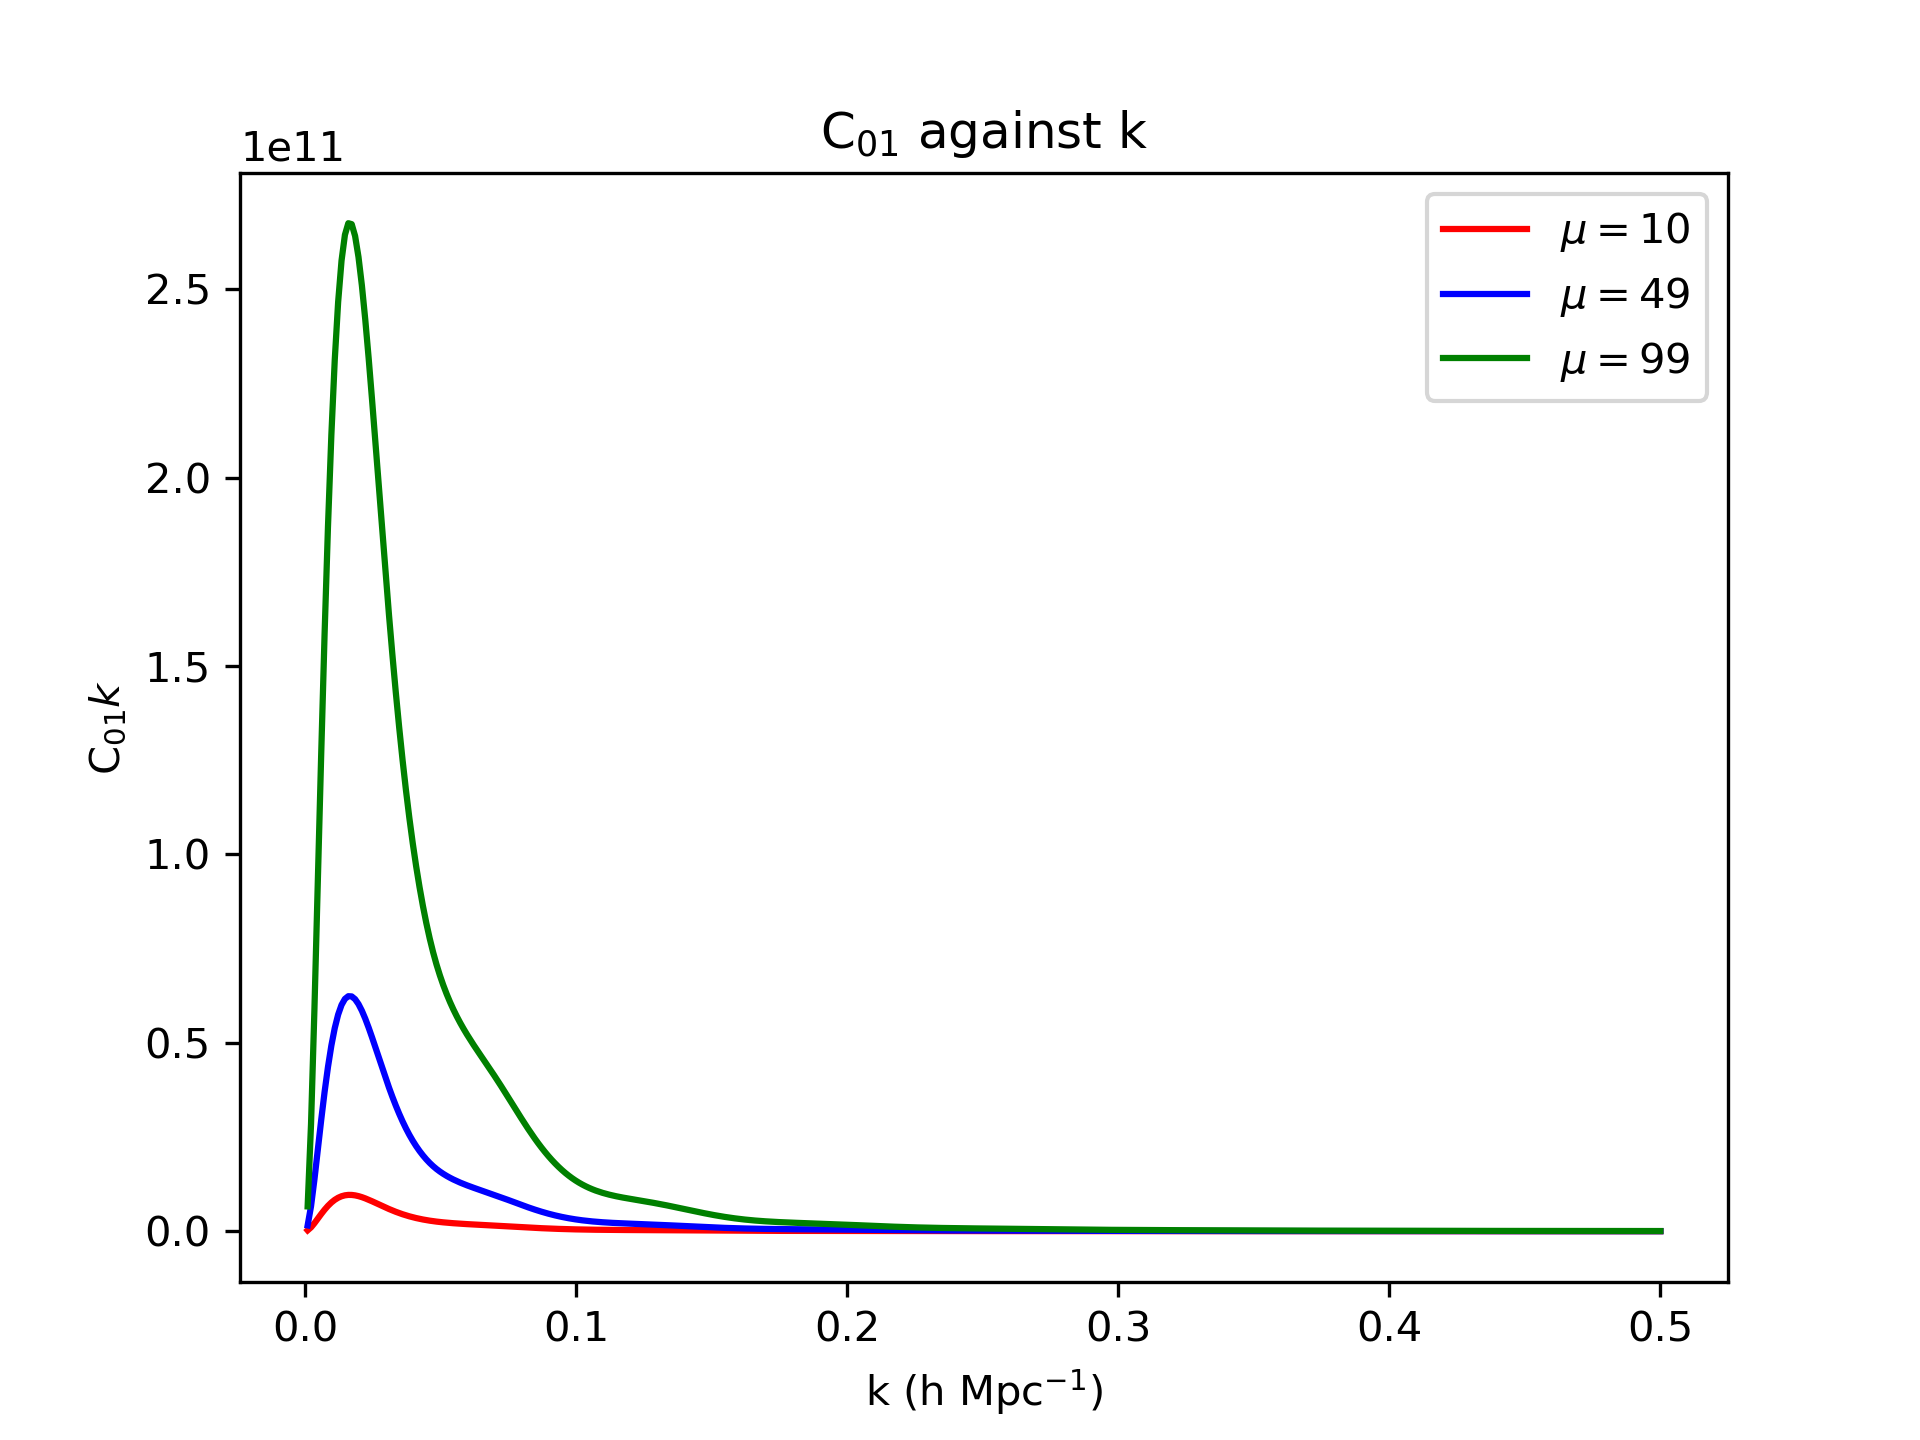 C₀₁ against k
1e11
2.5
2.0
1.5
1.0
0.5
0.0
C₀₁k
0.0 0.1 0.2 0.3 0.4 0.5
k (h Mpc⁻¹)
μ = 10
μ = 49
μ = 99